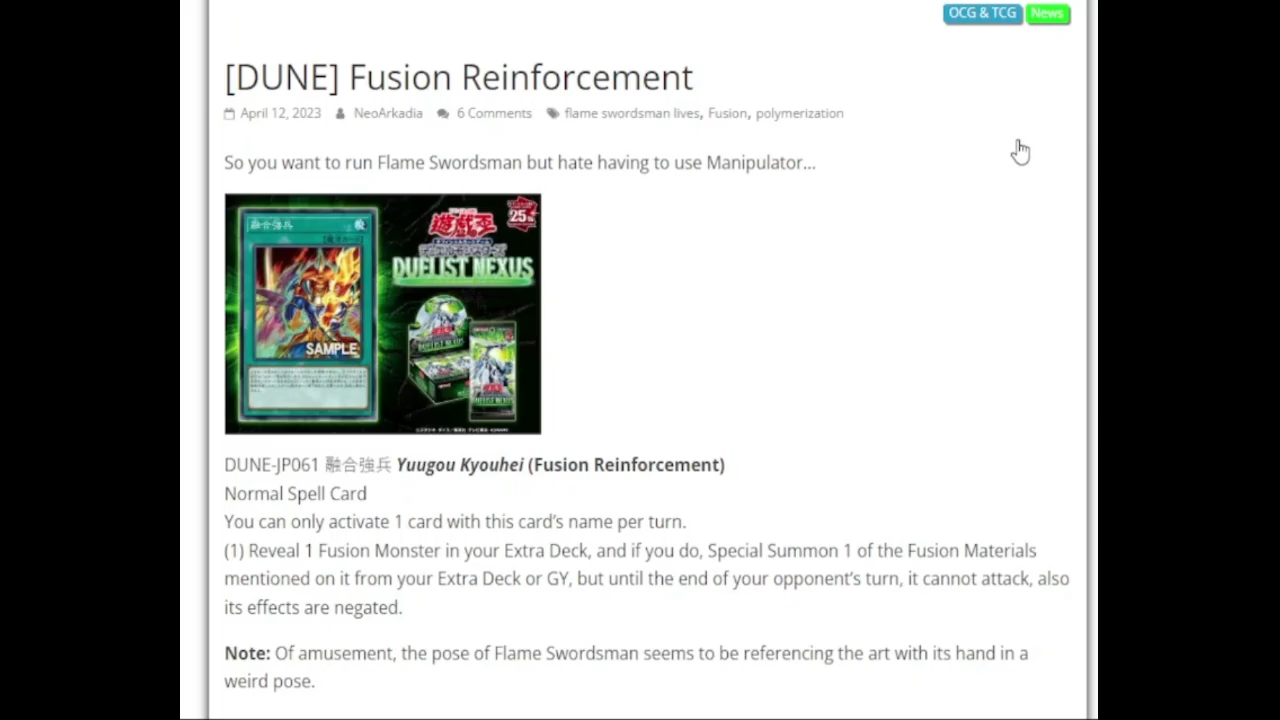 OCG & TCG News
[DUNE] Fusion Reinforcement
April 12, 2023 NeoArkadia 6 Comments flame swordsman lives, Fusion, polymerization
So you want to run Flame Swordsman but hate having to use Manipulator...
融合強兵
25th
遊戯王
DUELIST NEXUS
SAMPLE
DUNE-JP061 融合強兵 Yuugou Kyouhei (Fusion Reinforcement)
Normal Spell Card
You can only activate 1 card with this card’s name per turn.
(1) Reveal 1 Fusion Monster in your Extra Deck, and if you do, Special Summon 1 of the Fusion Materials
mentioned on it from your Extra Deck or GY, but until the end of your opponent’s turn, it cannot attack, also
its effects are negated.
Note: Of amusement, the pose of Flame Swordsman seems to be referencing the art with its hand in a
weird pose.